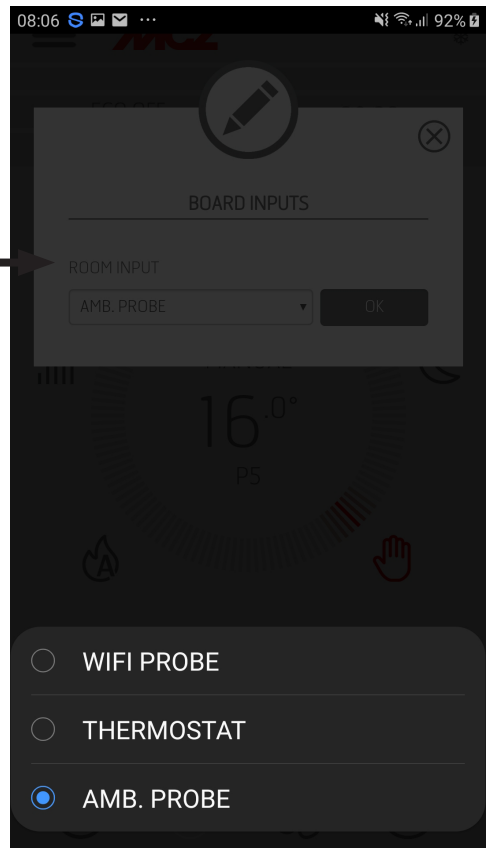 08:06 92%
MCZ
BOARD INPUTS
ROOM INPUT
AMB. PROBE OK
16.0°
P5
A
WIFI PROBE
THERMOSTAT
AMB. PROBE